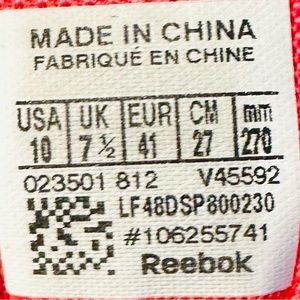 MADE IN CHINA
FABRIQUÉ EN CHINE
USA UK EUR CM mm
10 7 ½ 41 27 270
023501 812 V45592
LF48DSP800230
#106255741
Reebok